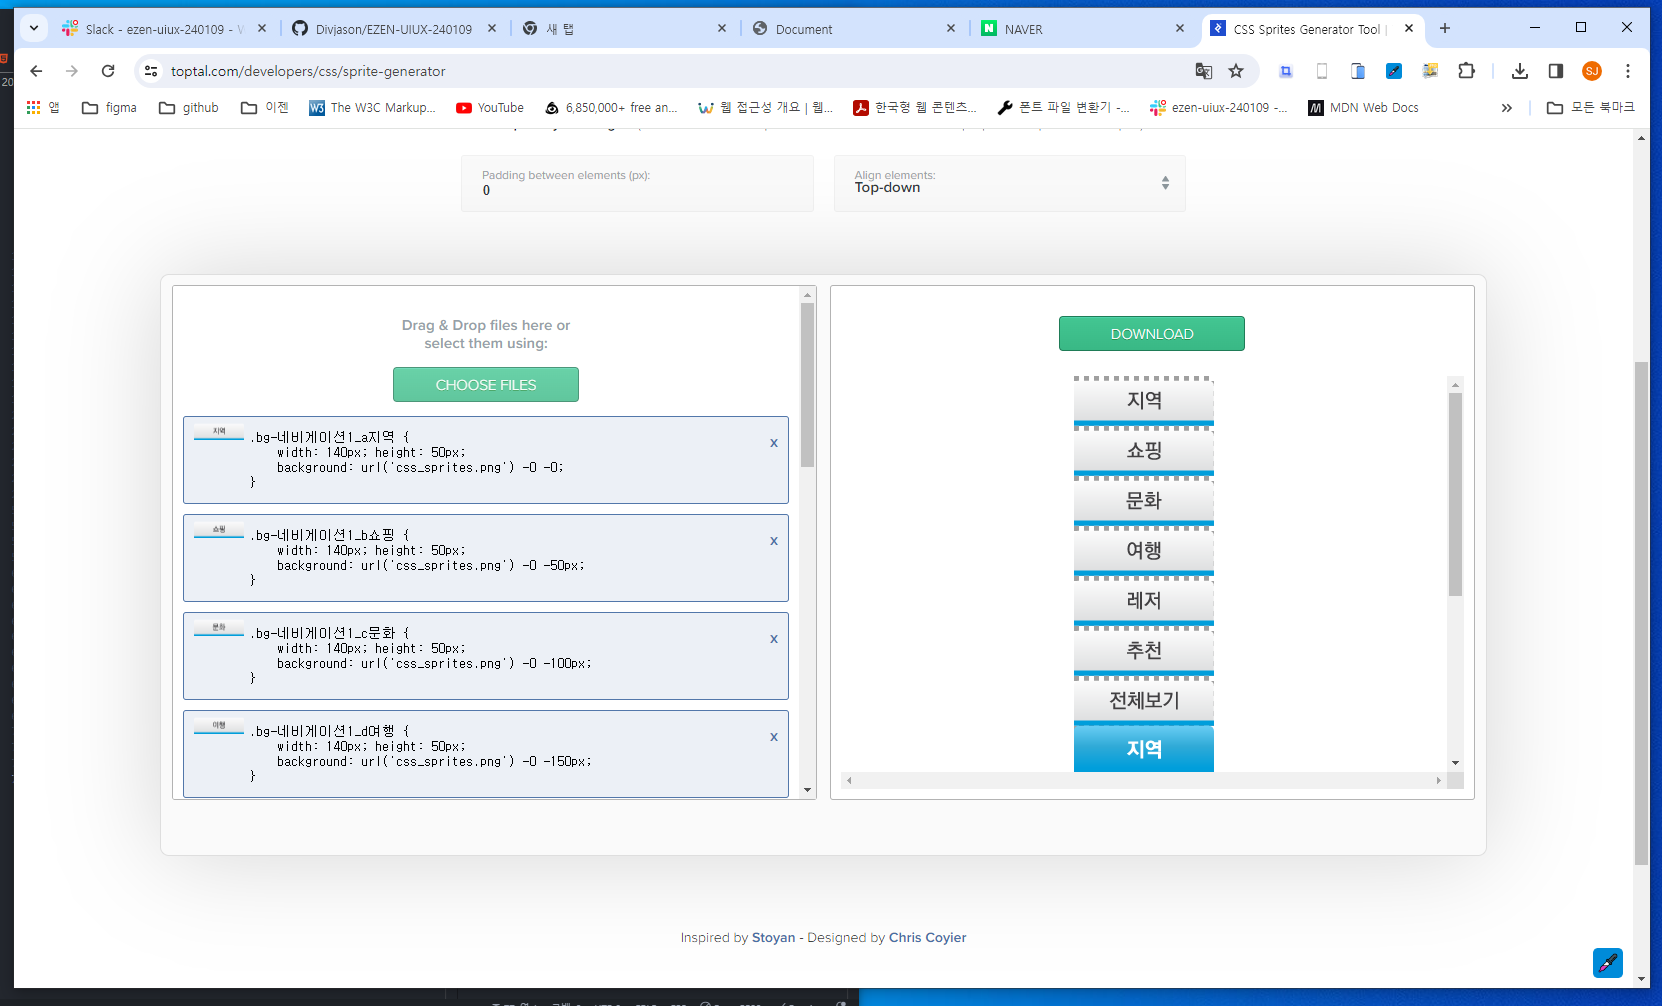 Slack - ezen-uiux-240109 - W
Divjason/EZEN-UIUX-240109
새 탭
Document
NAVER
CSS Sprites Generator Tool |
toptal.com/developers/css/sprite-generator
SJ
앱
figma
github
이젠
The W3C Markup...
YouTube
6,850,000+ free an...
웹 접근성 개요 | 웹...
한국형 웹 콘텐츠...
폰트 파일 변환기 -...
ezen-uiux-240109 -...
MDN Web Docs
모든 북마크
20
Padding between elements (px):
0
Align elements:
Top-down
Drag & Drop files here or
select them using:
CHOOSE FILES
지역
.bg-네비게이션1_a지역 {
width: 140px; height: 50px;
background: url('css_sprites.png') -0 -0;
}
x
쇼핑
.bg-네비게이션1_b쇼핑 {
width: 140px; height: 50px;
background: url('css_sprites.png') -0 -50px;
}
x
문화
.bg-네비게이션1_c문화 {
width: 140px; height: 50px;
background: url('css_sprites.png') -0 -100px;
}
x
여행
.bg-네비게이션1_d여행 {
width: 140px; height: 50px;
background: url('css_sprites.png') -0 -150px;
}
x
DOWNLOAD
지역
쇼핑
문화
여행
레저
추천
전체보기
지역
Inspired by Stoyan - Designed by Chris Coyier